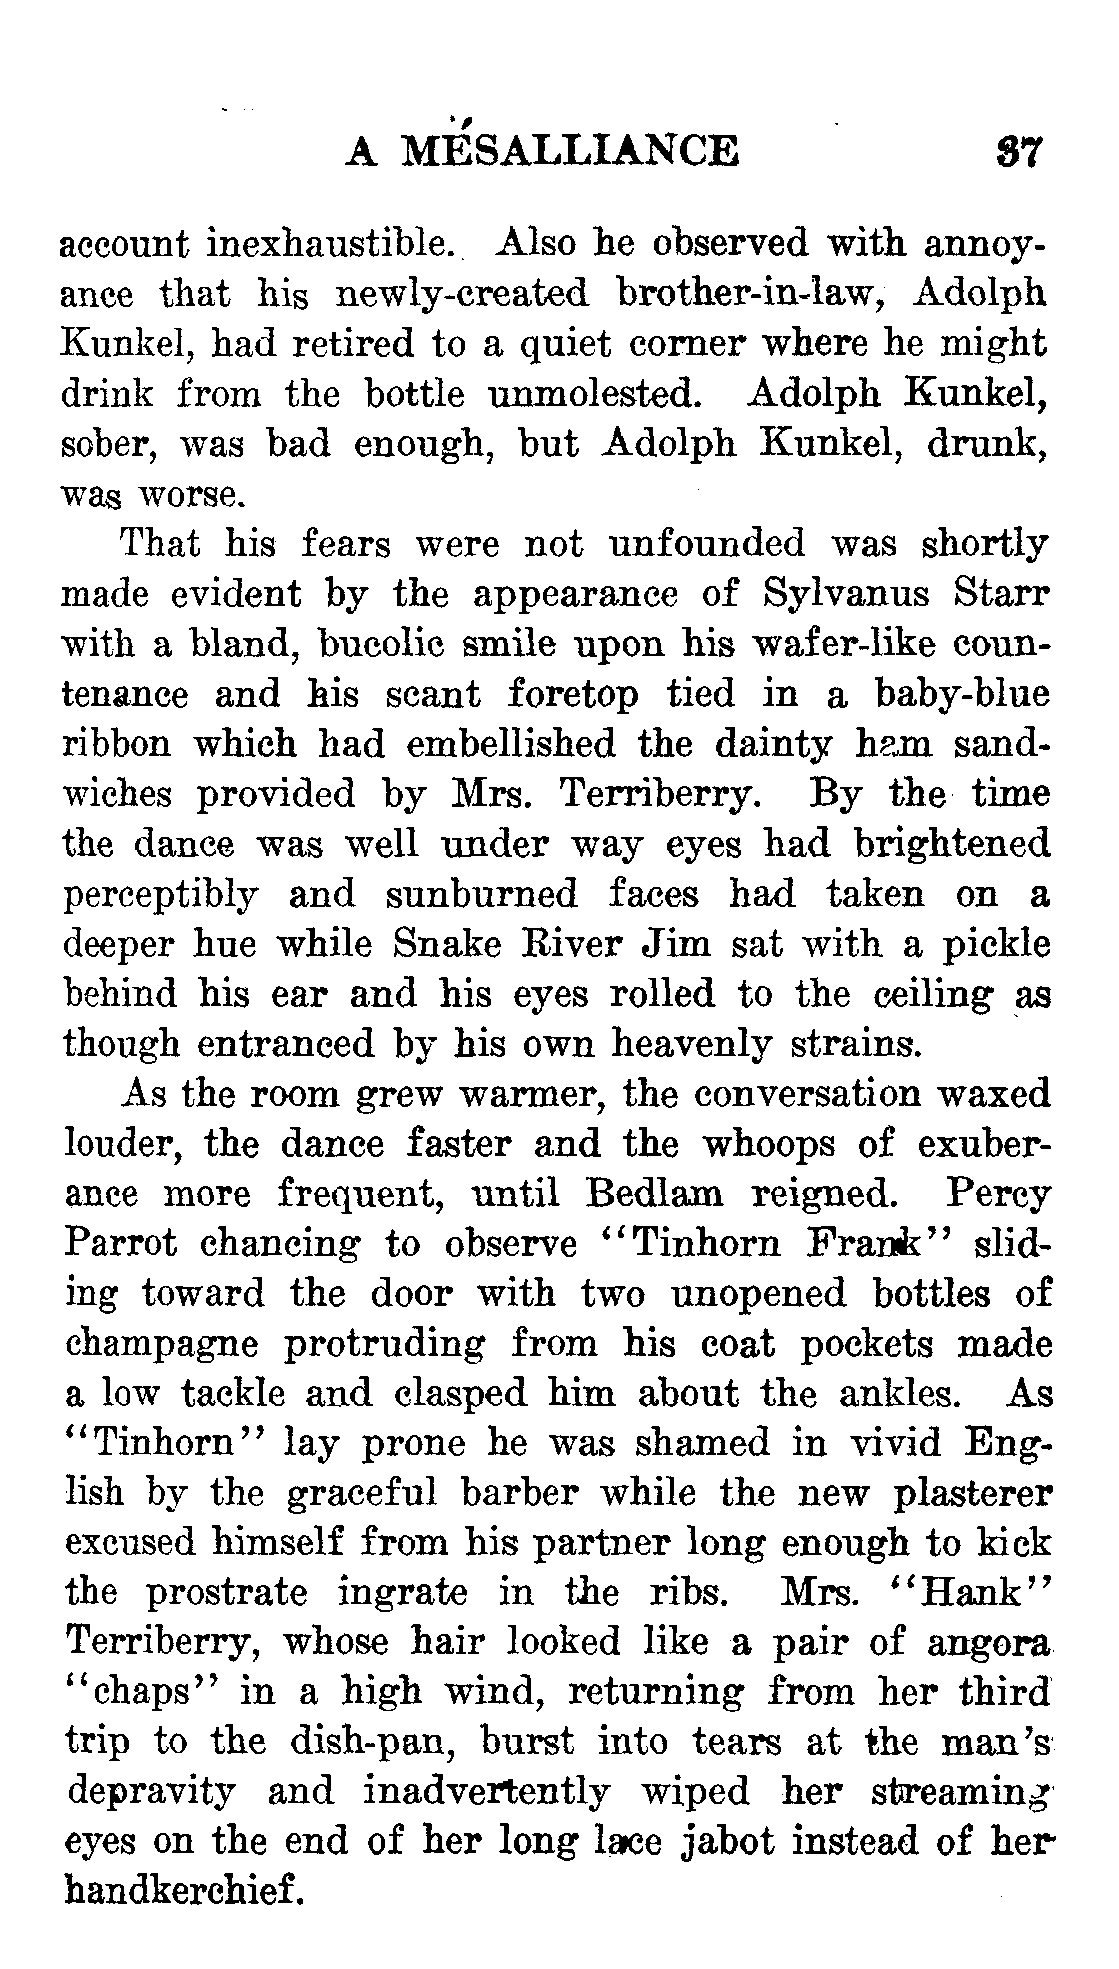 A MÉSALLIANCE 37
account inexhaustible. Also he observed with annoy-
ance that his newly-created brother-in-law, Adolph
Kunkel, had retired to a quiet corner where he might
drink from the bottle unmolested. Adolph Kunkel,
sober, was bad enough, but Adolph Kunkel, drunk,
was worse.
That his fears were not unfounded was shortly
made evident by the appearance of Sylvanus Starr
with a bland, bucolic smile upon his wafer-like coun-
tenance and his scant foretop tied in a baby-blue
ribbon which had embellished the dainty ham sand-
wiches provided by Mrs. Terriberry. By the time
the dance was well under way eyes had brightened
perceptibly and sunburned faces had taken on a
deeper hue while Snake River Jim sat with a pickle
behind his ear and his eyes rolled to the ceiling as
though entranced by his own heavenly strains.
As the room grew warmer, the conversation waxed
louder, the dance faster and the whoops of exuber-
ance more frequent, until Bedlam reigned. Percy
Parrot chancing to observe "Tinhorn Frank" slid-
ing toward the door with two unopened bottles of
champagne protruding from his coat pockets made
a low tackle and clasped him about the ankles. As
"Tinhorn" lay prone he was shamed in vivid Eng-
lish by the graceful barber while the new plasterer
excused himself from his partner long enough to kick
the prostrate ingrate in the ribs. Mrs. "Hank"
Terriberry, whose hair looked like a pair of angora
"chaps" in a high wind, returning from her third
trip to the dish-pan, burst into tears at the man's
depravity and inadvertently wiped her streaming
eyes on the end of her long lace jabot instead of her
handkerchief.